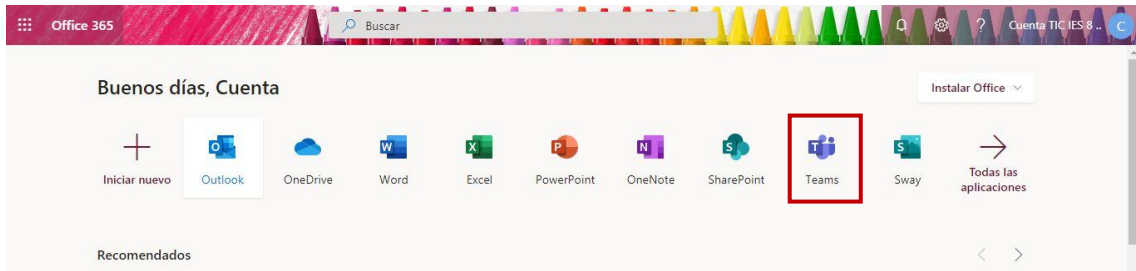 Office 365
Buscar
Cuenta TIC IES 8 ..
C
Buenos días, Cuenta
Instalar Office
Iniciar nuevo
Outlook
OneDrive
Word
Excel
PowerPoint
OneNote
SharePoint
Teams
Sway
Todas las
aplicaciones
Recomendados